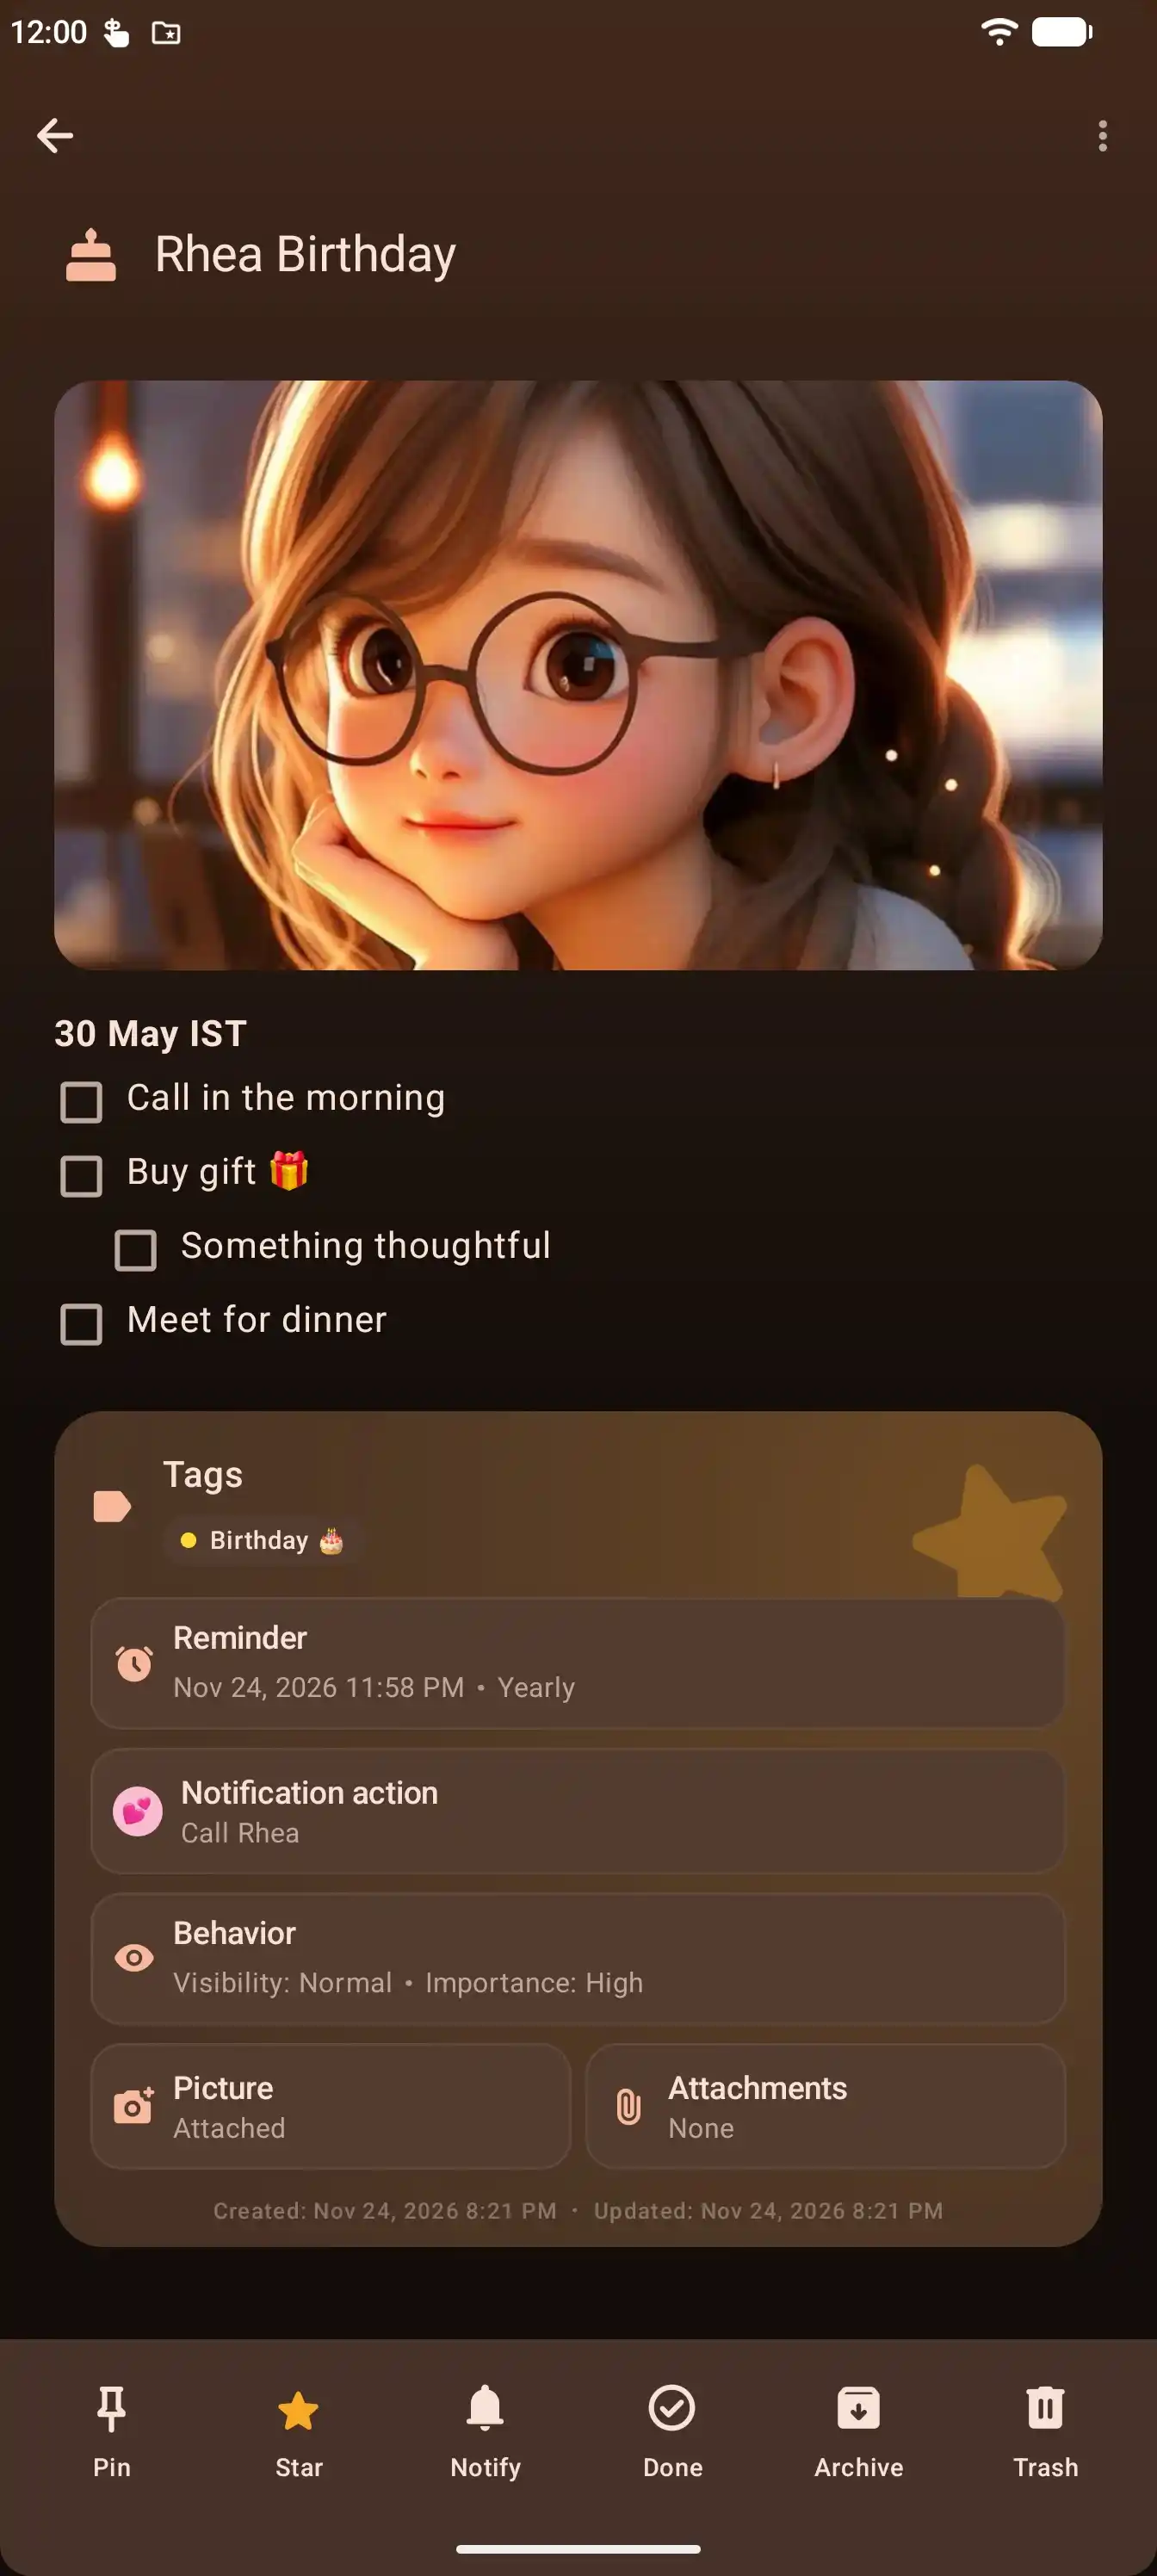 12:00
Rhea Birthday
30 May IST
Call in the morning
Buy gift 🎁
Something thoughtful
Meet for dinner
Tags
Birthday 🎂
Reminder
Nov 24, 2026 11:58 PM • Yearly
Notification action
Call Rhea
Behavior
Visibility: Normal • Importance: High
Picture
Attached
Attachments
None
Created: Nov 24, 2026 8:21 PM • Updated: Nov 24, 2026 8:21 PM
Pin
Star
Notify
Done
Archive
Trash